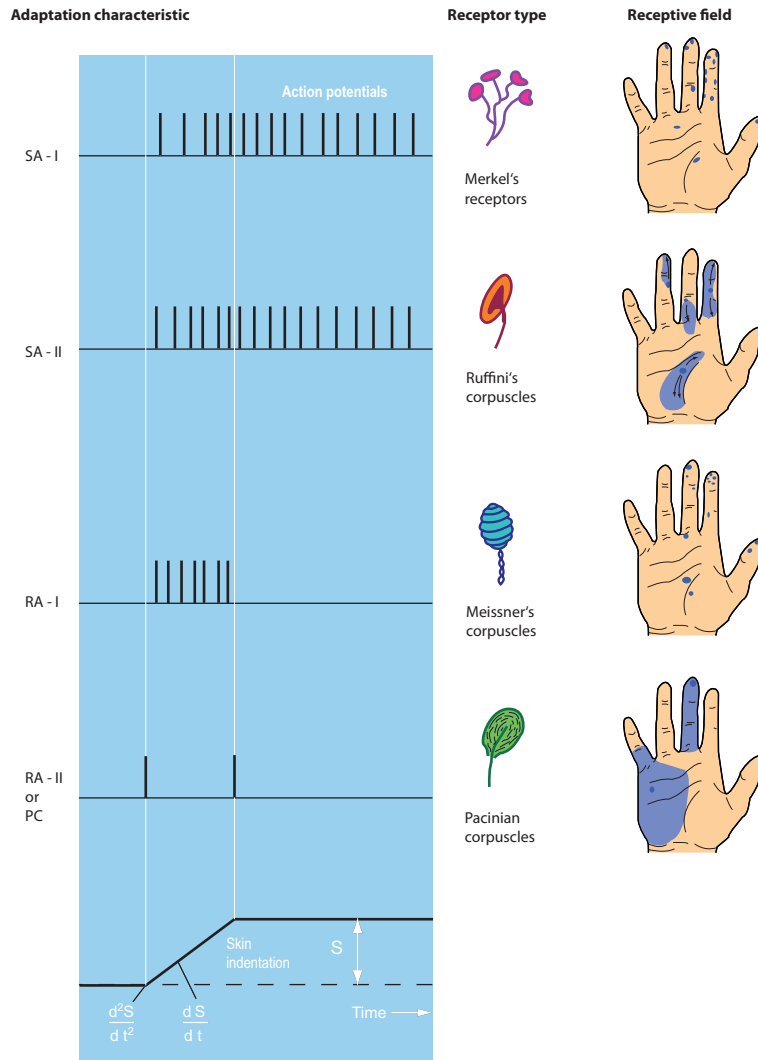 Adaptation characteristic
Receptor type
Receptive field
Action potentials
SA - I
Merkel's
receptors
SA - II
Ruffini's
corpuscles
RA - I
Meissner's
corpuscles
RA - II
or
PC
Pacinian
corpuscles
Skin
indentation
S
d²S
d t²
d S
d t
Time